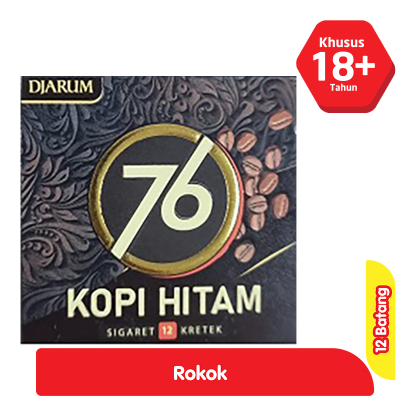 Khusus
18+
Tahun
DJARUM
76
KOPI HITAM
SIGARET 12 KRETEK
12 Batang
Rokok